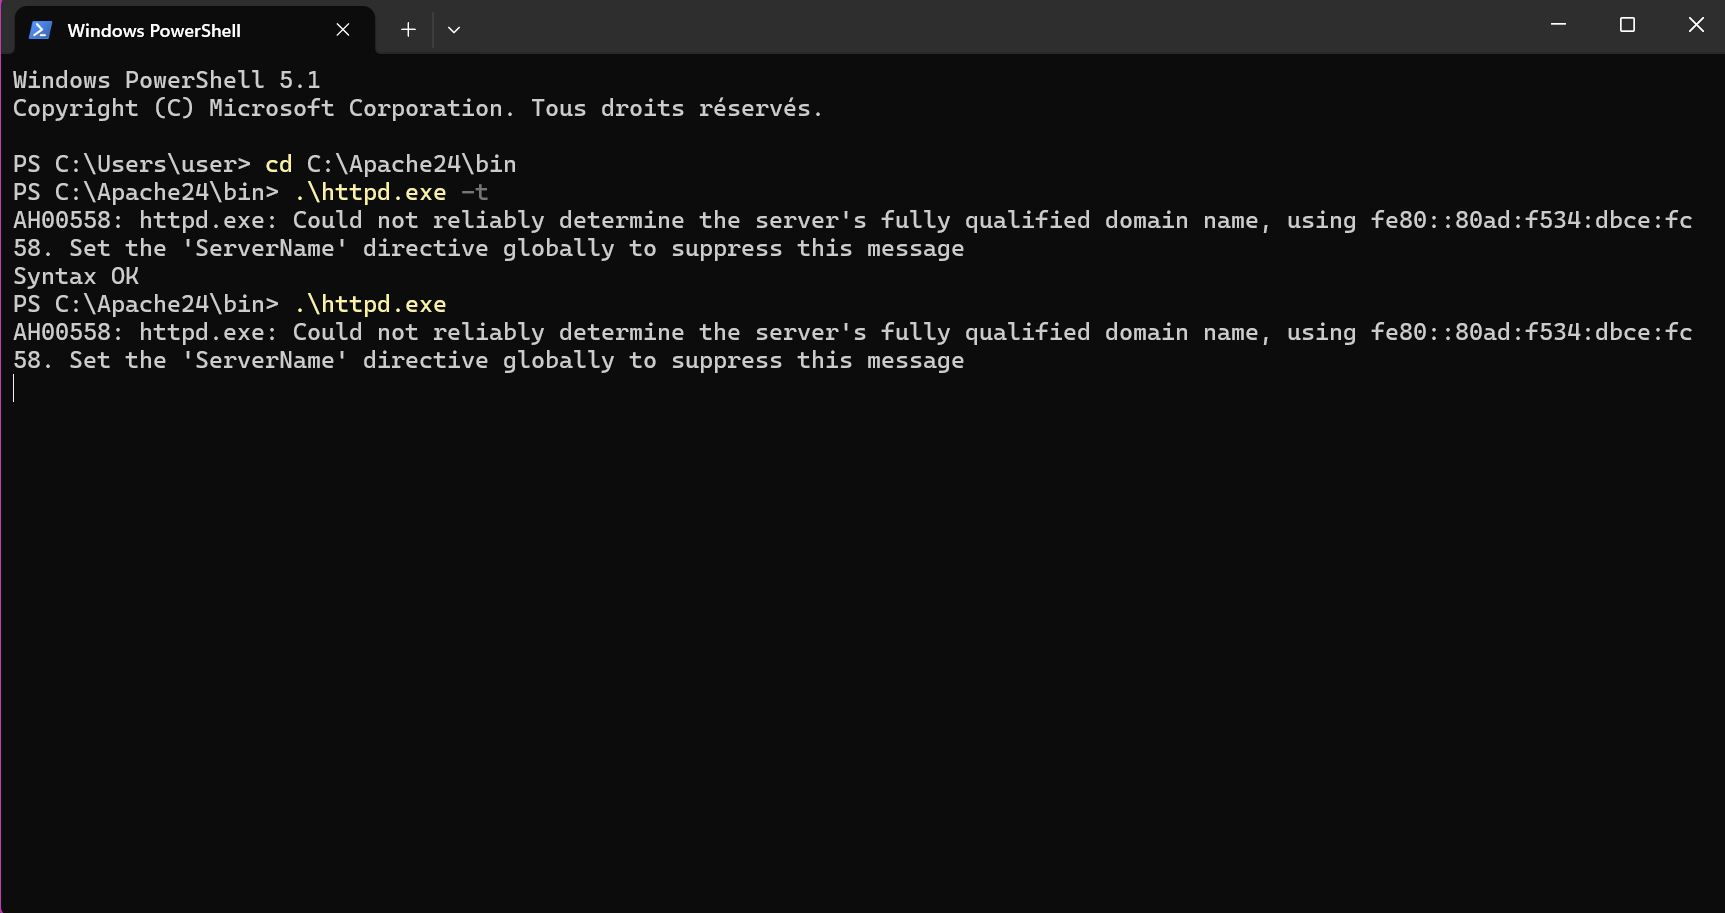 Windows PowerShell
Windows PowerShell 5.1
Copyright (C) Microsoft Corporation. Tous droits réservés.
PS C:\Users\user> cd C:\Apache24\bin
PS C:\Apache24\bin> .\httpd.exe -t
AH00558: httpd.exe: Could not reliably determine the server's fully qualified domain name, using fe80::80ad:f534:dbce:fc
58. Set the 'ServerName' directive globally to suppress this message
Syntax OK
PS C:\Apache24\bin> .\httpd.exe
AH00558: httpd.exe: Could not reliably determine the server's fully qualified domain name, using fe80::80ad:f534:dbce:fc
58. Set the 'ServerName' directive globally to suppress this message